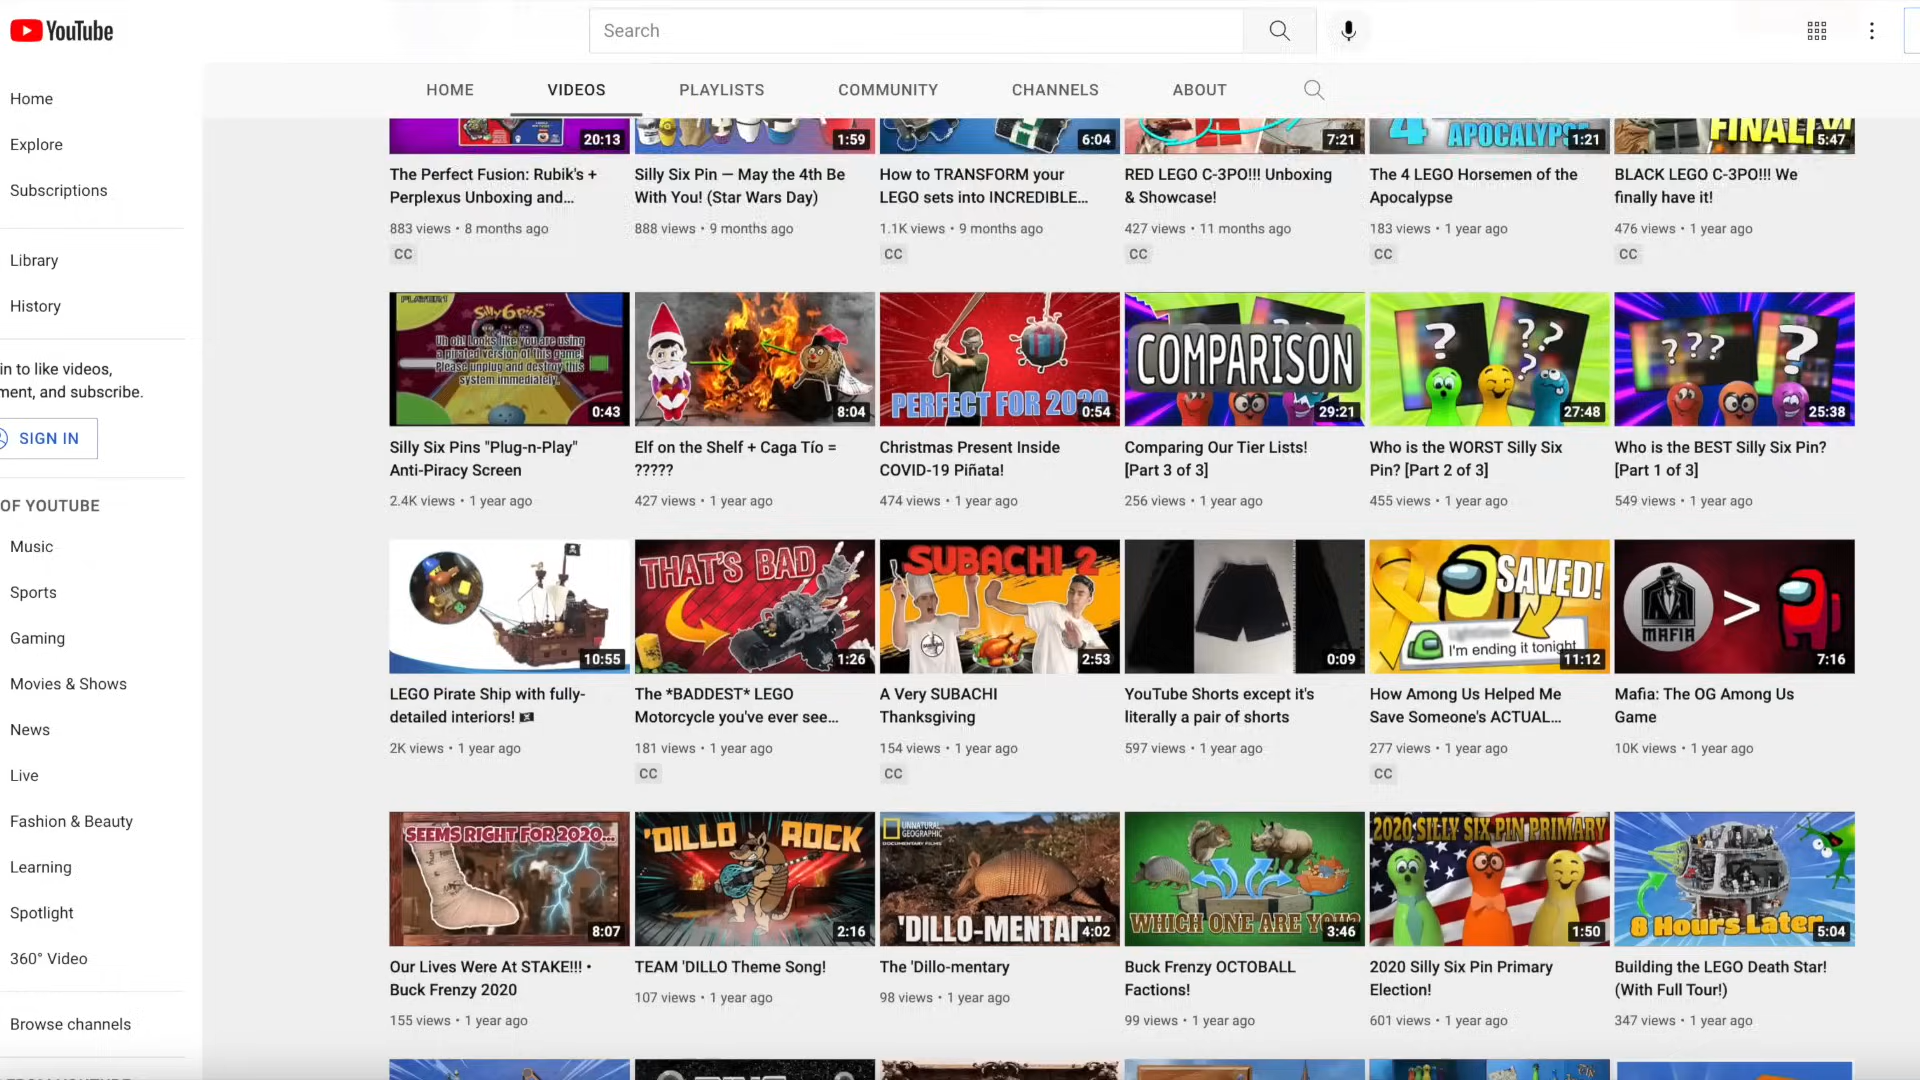 YouTube
Search
HOME
VIDEOS
PLAYLISTS
COMMUNITY
CHANNELS
ABOUT
Home
Explore
Subscriptions
Library
History
in to like videos,
ment, and subscribe.
SIGN IN
OF YOUTUBE
Music
Sports
Gaming
Movies & Shows
News
Live
Fashion & Beauty
Learning
Spotlight
360° Video
Browse channels
20:13
The Perfect Fusion: Rubik's +
Perplexus Unboxing and...
883 views • 8 months ago
CC
1:59
Silly Six Pin — May the 4th Be
With You! (Star Wars Day)
888 views • 9 months ago
6:04
How to TRANSFORM your
LEGO sets into INCREDIBLE...
1.1K views • 9 months ago
CC
7:21
RED LEGO C-3PO!!! Unboxing
& Showcase!
427 views • 11 months ago
CC
4
APOCALYPSE
1:21
The 4 LEGO Horsemen of the
Apocalypse
183 views • 1 year ago
CC
FINALLY
5:47
BLACK LEGO C-3PO!!! We
finally have it!
476 views • 1 year ago
CC
PLAYER1
Silly 6 Pins
Uh oh! Looks like you are using
a pirated version of this game!
Please unplug and destroy this
system immediately.
0:43
Silly Six Pins "Plug-n-Play"
Anti-Piracy Screen
2.4K views • 1 year ago
8:04
Elf on the Shelf + Caga Tío =
?????
427 views • 1 year ago
PERFECT FOR 2020
0:54
Christmas Present Inside
COVID-19 Piñata!
474 views • 1 year ago
COMPARISON
29:21
Comparing Our Tier Lists!
[Part 3 of 3]
256 views • 1 year ago
? ???
27:48
Who is the WORST Silly Six
Pin? [Part 2 of 3]
455 views • 1 year ago
??? ?
25:38
Who is the BEST Silly Six Pin?
[Part 1 of 3]
549 views • 1 year ago
10:55
LEGO Pirate Ship with fully-
detailed interiors! 🏴‍☠️
2K views • 1 year ago
THAT'S BAD
1:26
The *BADDEST* LEGO
Motorcycle you've ever see...
181 views • 1 year ago
CC
SUBACHI 2
2:53
A Very SUBACHI
Thanksgiving
154 views • 1 year ago
CC
0:09
YouTube Shorts except it's
literally a pair of shorts
597 views • 1 year ago
SAVED!
I'm ending it tonight
11:12
How Among Us Helped Me
Save Someone's ACTUAL...
277 views • 1 year ago
CC
MAFIA
>
7:16
Mafia: The OG Among Us
Game
10K views • 1 year ago
SEEMS RIGHT FOR 2020...
8:07
Our Lives Were At STAKE!!! •
Buck Frenzy 2020
155 views • 1 year ago
'DILLO ROCK
2:16
TEAM 'DILLO Theme Song!
107 views • 1 year ago
UNNATURAL
GEOGRAPHIC
DOCUMENTARY FILMS
'DILLO-MENTARY
4:02
The 'Dillo-mentary
98 views • 1 year ago
WHICH ONE ARE YOU?
3:46
Buck Frenzy OCTOBALL
Factions!
99 views • 1 year ago
2020 SILLY SIX PIN PRIMARY
1:50
2020 Silly Six Pin Primary
Election!
601 views • 1 year ago
8 Hours Later
5:04
Building the LEGO Death Star!
(With Full Tour!)
347 views • 1 year ago